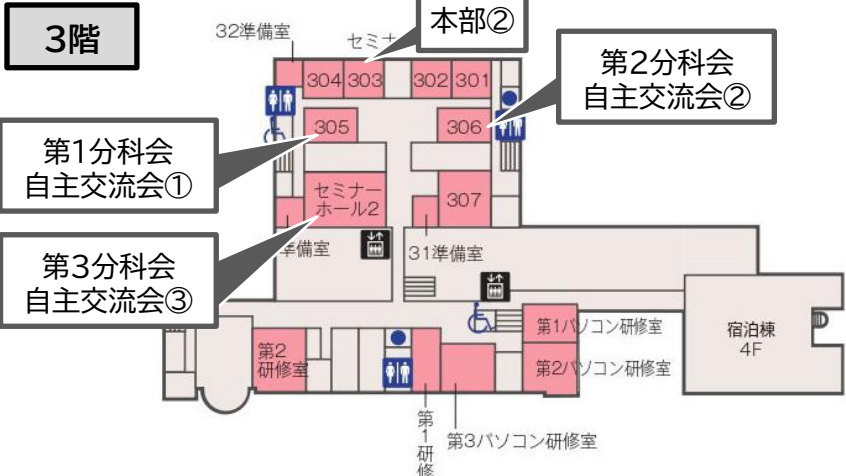 3階
32準備室
セミナ
本部②
304
303
302
301
第2分科会
自主交流会②
305
306
第1分科会
自主交流会①
セミナー
ホール2
307
準備室
31準備室
第3分科会
自主交流会③
第1パソコン研修室
宿泊棟
4F
第2
研修室
第2パソコン研修室
第1研修
第3パソコン研修室